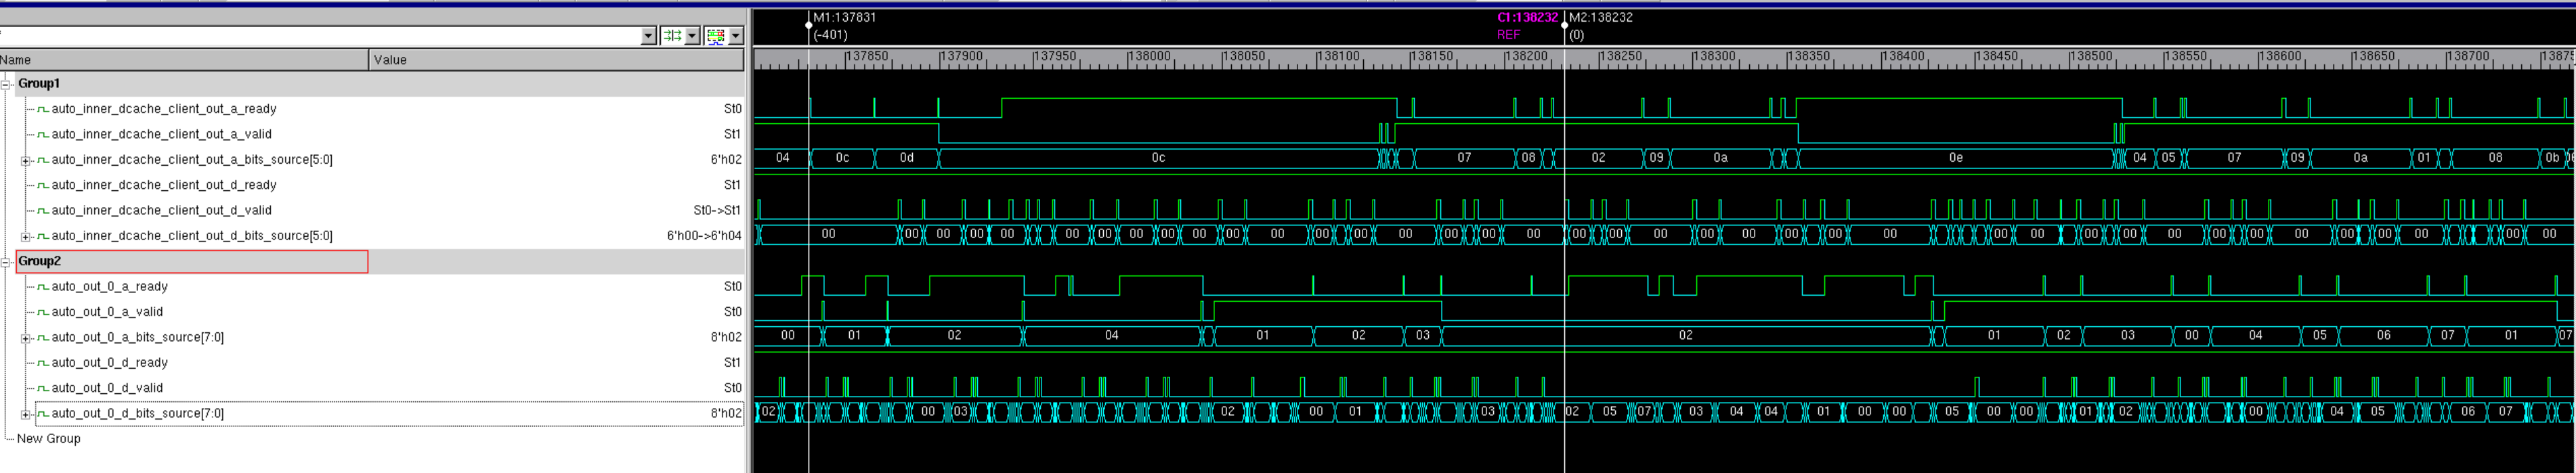 M1:137831 C1:138232 M2:138232
(-401) REF (0)
Name Value 137850 137900 137950 138000 138050 138100 138150 138200 138250 138300 138350 138400 138450 138500 138550 138600 138650 138700 13875
Group1
auto_inner_dcache_client_out_a_ready St0
auto_inner_dcache_client_out_a_valid St1
auto_inner_dcache_client_out_a_bits_source[5:0] 6'h02 04 0c 0d 0c 07 08 02 09 0a 0e 04 05 07 09 0a 01 08 0b
auto_inner_dcache_client_out_d_ready St1
auto_inner_dcache_client_out_d_valid St0->St1
auto_inner_dcache_client_out_d_bits_source[5:0] 6'h00->6'h04 00 00 00 00 00 00 00 00 00 00 00 00 00 00 00 00 00 00 00 00 00 00 00 00 00 00 00 00 00 00 00 00 00
Group2
auto_out_0_a_ready St0
auto_out_0_a_valid St0
auto_out_0_a_bits_source[7:0] 8'h02 00 01 02 04 01 02 03 02 01 02 03 00 04 05 06 07 01 07
auto_out_0_d_ready St1
auto_out_0_d_valid St0
auto_out_0_d_bits_source[7:0] 8'h02 02 00 03 02 00 01 03 02 05 07 03 04 04 01 00 00 05 00 00 01 02 00 04 05 06 07
New Group